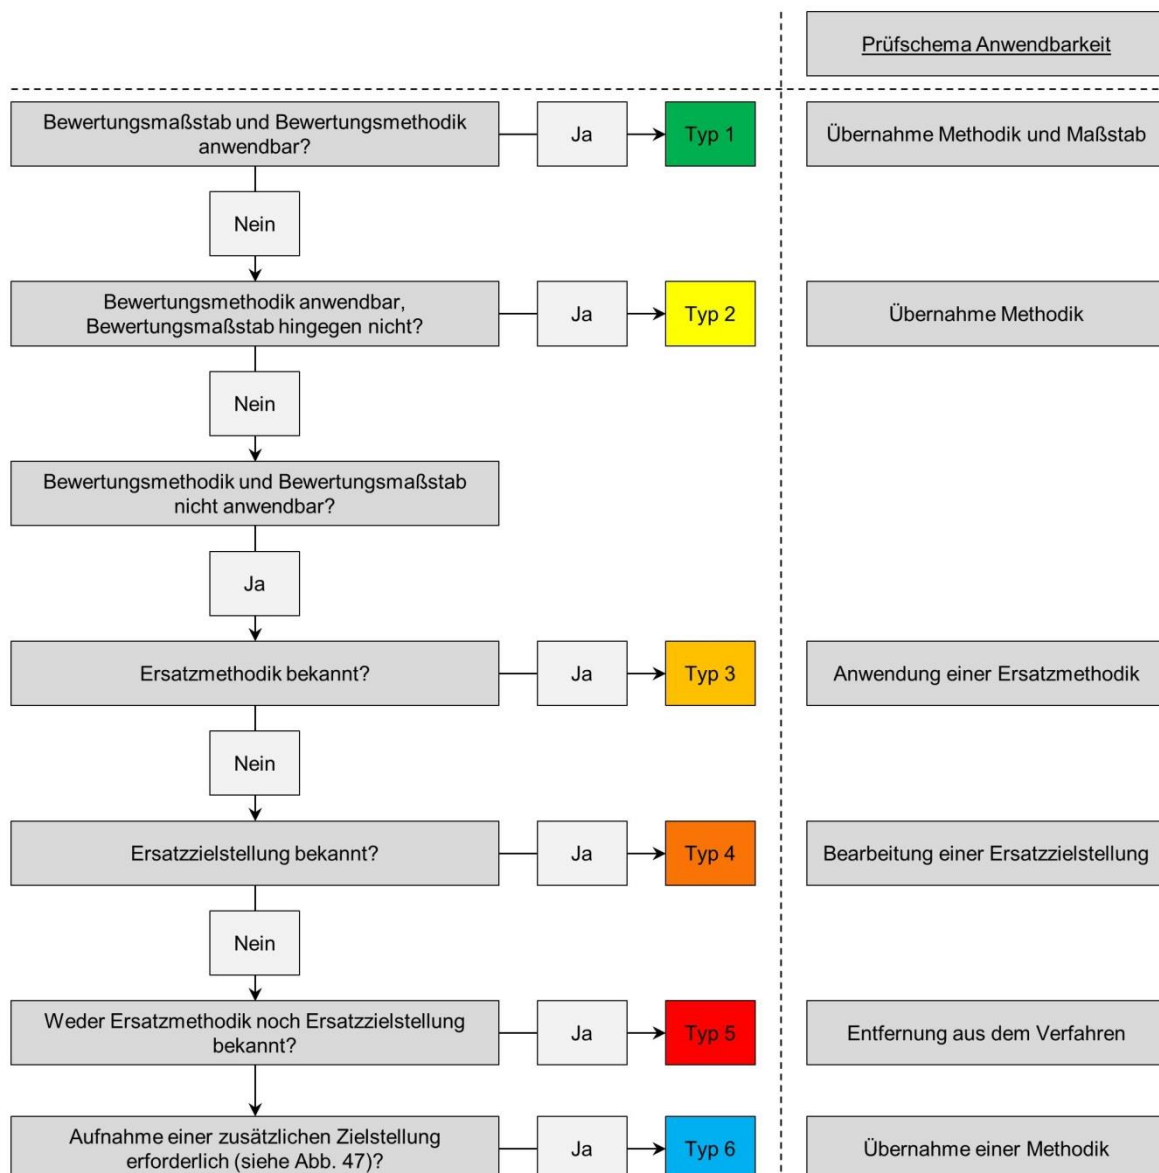 Prüfschema Anwendbarkeit
Bewertungsmaßstab und Bewertungsmethodik
anwendbar?
Ja
Typ 1
Übernahme Methodik und Maßstab
Nein
Bewertungsmethodik anwendbar,
Bewertungsmaßstab hingegen nicht?
Ja
Typ 2
Übernahme Methodik
Nein
Bewertungsmethodik und Bewertungsmaßstab
nicht anwendbar?
Ja
Ersatzmethodik bekannt?
Ja
Typ 3
Anwendung einer Ersatzmethodik
Nein
Ersatzzielstellung bekannt?
Ja
Typ 4
Bearbeitung einer Ersatzzielstellung
Nein
Weder Ersatzmethodik noch Ersatzzielstellung
bekannt?
Ja
Typ 5
Entfernung aus dem Verfahren
Aufnahme einer zusätzlichen Zielstellung
erforderlich (siehe Abb. 47)?
Ja
Typ 6
Übernahme einer Methodik